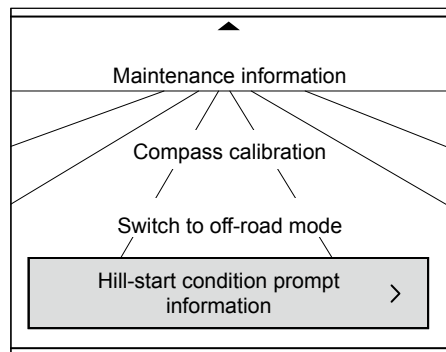 Maintenance information
Compass calibration
Switch to off-road mode
Hill-start condition prompt
information